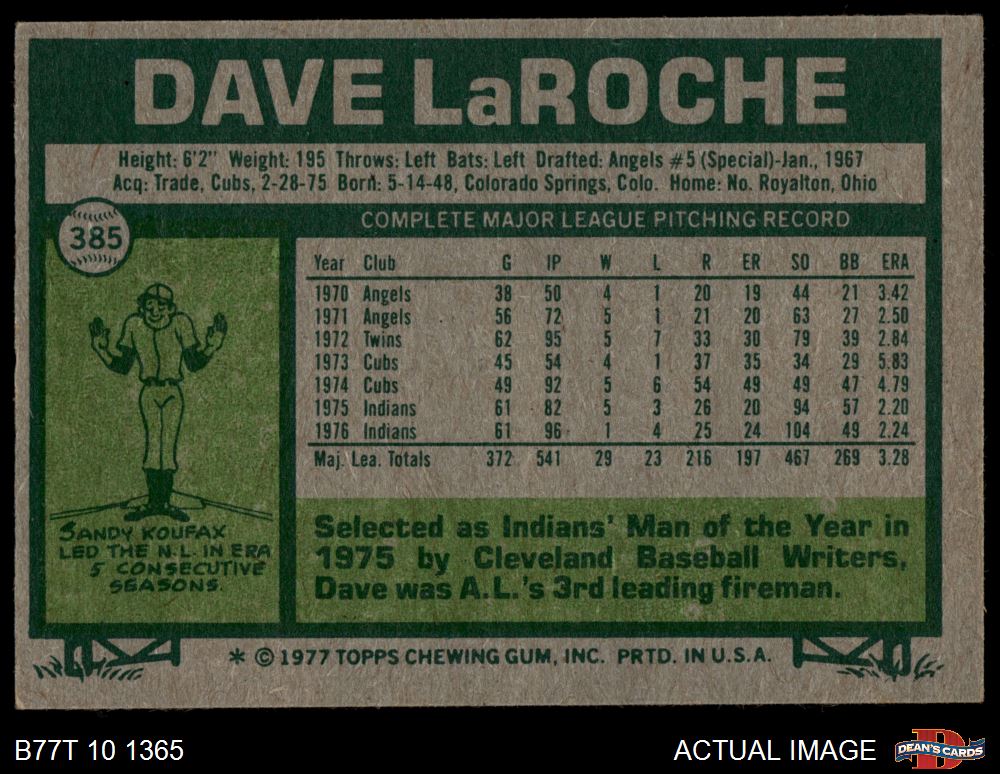 DAVE LaROCHE
Height: 6'2" Weight: 195 Throws: Left Bats: Left Drafted: Angels #5 (Special)-Jan., 1967
Acq: Trade, Cubs, 2-28-75 Born: 5-14-48, Colorado Springs, Colo. Home: No. Royalton, Ohio
385
COMPLETE MAJOR LEAGUE PITCHING RECORD
Year Club G IP W L R ER SO BB ERA
1970 Angels 38 50 4 1 20 19 44 21 3.42
1971 Angels 56 72 5 1 21 20 63 27 2.50
1972 Twins 62 95 5 7 33 30 79 39 2.84
1973 Cubs 45 54 4 1 37 35 34 29 5.83
1974 Cubs 49 92 5 6 54 49 49 47 4.79
1975 Indians 61 82 5 3 26 20 94 57 2.20
1976 Indians 61 96 1 4 25 24 104 49 2.24
Maj. Lea. Totals 372 541 29 23 216 197 467 269 3.28
SANDY KOUFAX
LED THE N.L. IN ERA
5 CONSECUTIVE
SEASONS.
Selected as Indians' Man of the Year in
1975 by Cleveland Baseball Writers,
Dave was A.L.'s 3rd leading fireman.
* © 1977 TOPPS CHEWING GUM, INC. PRTD. IN U.S.A.
B77T 10 1365
ACTUAL IMAGE
D
DEAN'S CARDS